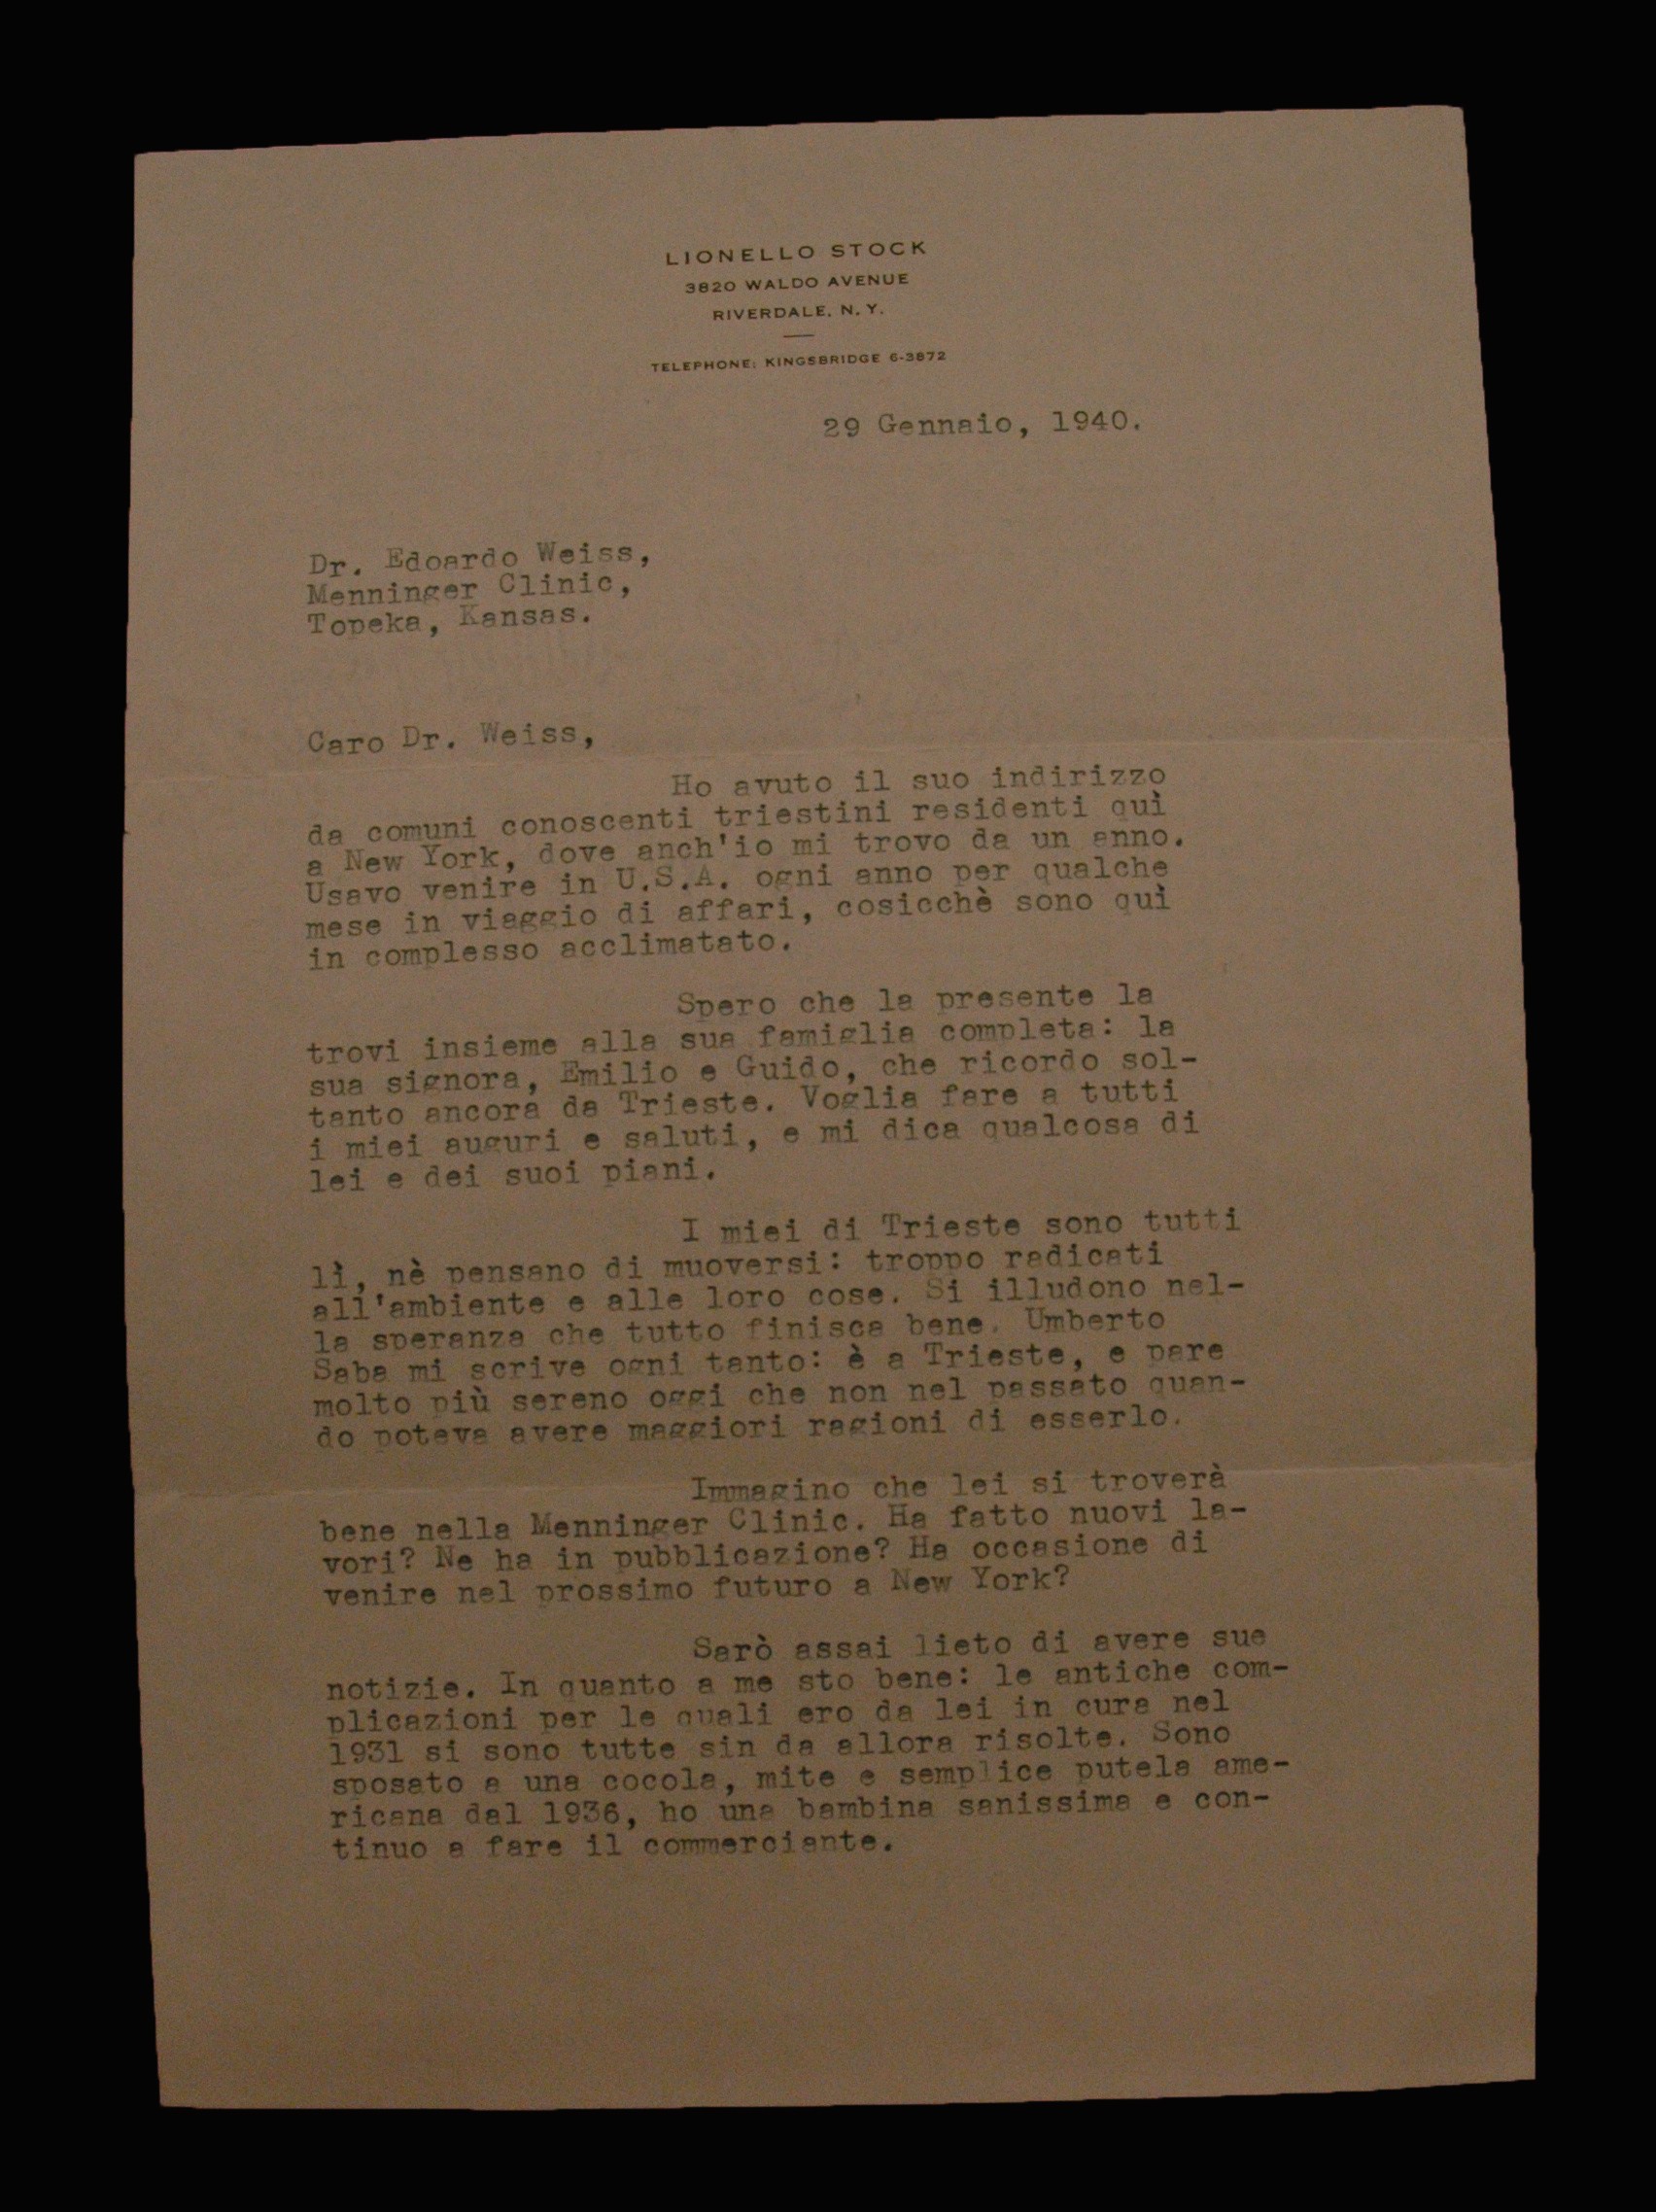 LIONELLO STOCK
3820 WALDO AVENUE
RIVERDALE, N. Y.
TELEPHONE: KINGSBRIDGE 6-3872
29 Gennaio, 1940.
Dr. Edoardo Weiss,
Menninger Clinic,
Topeka, Kansas.
Caro Dr. Weiss,
Ho avuto il suo indirizzo
da comuni conoscenti triestini residenti quì
a New York, dove anch'io mi trovo da un anno.
Usavo venire in U.S.A. ogni anno per qualche
mese in viaggio di affari, cosicchè sono quì
in complesso acclimatato.
Spero che la presente la
trovi insieme alla sua famiglia completa: la
sua signora, Emilio e Guido, che ricordo sol-
tanto ancora da Trieste. Voglia fare a tutti
i miei auguri e saluti, e mi dica qualcosa di
lei e dei suoi piani.
I miei di Trieste sono tutti
lì, nè pensano di muoversi: troppo radicati
all'ambiente e alle loro cose. Si illudono nel-
la speranza che tutto finisca bene. Umberto
Saba mi scrive ogni tanto: è a Trieste, e pare
molto più sereno oggi che non nel passato quan-
do poteva avere maggiori ragioni di esserlo.
Immagino che lei si troverà
bene nella Menninger Clinic. Ha fatto nuovi la-
vori? Ne ha in pubblicazione? Ha occasione di
venire nel prossimo futuro a New York?
Sarò assai lieto di avere sue
notizie. In quanto a me sto bene: le antiche com-
plicazioni per le quali ero da lei in cura nel
1931 si sono tutte sin da allora risolte. Sono
sposato a una cocola, mite e semplice putela ame-
ricana dal 1936, ho una bambina sanissima e con-
tinuo a fare il commerciante.